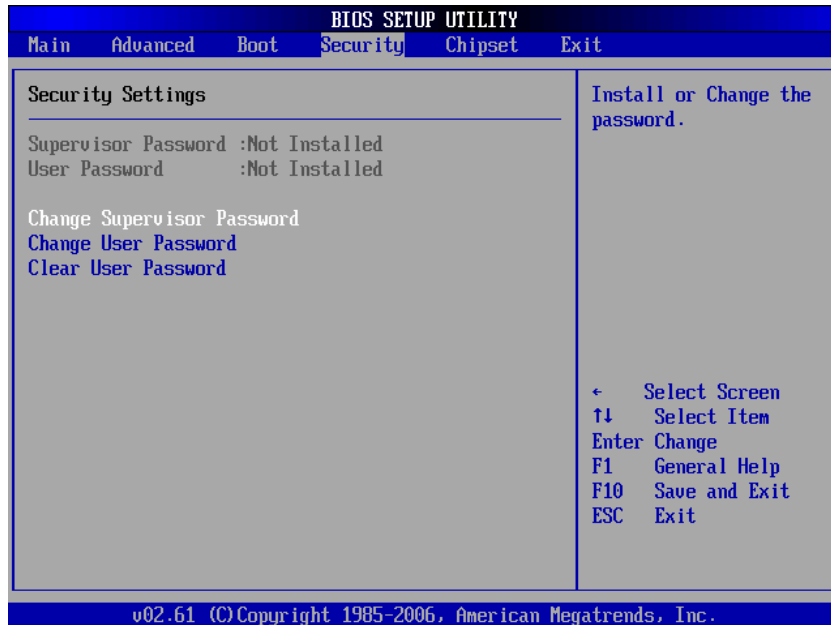 BIOS SETUP UTILITY
Main Advanced Boot Security Chipset Exit
Security Settings
Supervisor Password :Not Installed
User Password :Not Installed
Change Supervisor Password
Change User Password
Clear User Password
Install or Change the
password.
← Select Screen
↑↓ Select Item
Enter Change
F1 General Help
F10 Save and Exit
ESC Exit
v02.61 (C)Copyright 1985-2006, American Megatrends, Inc.